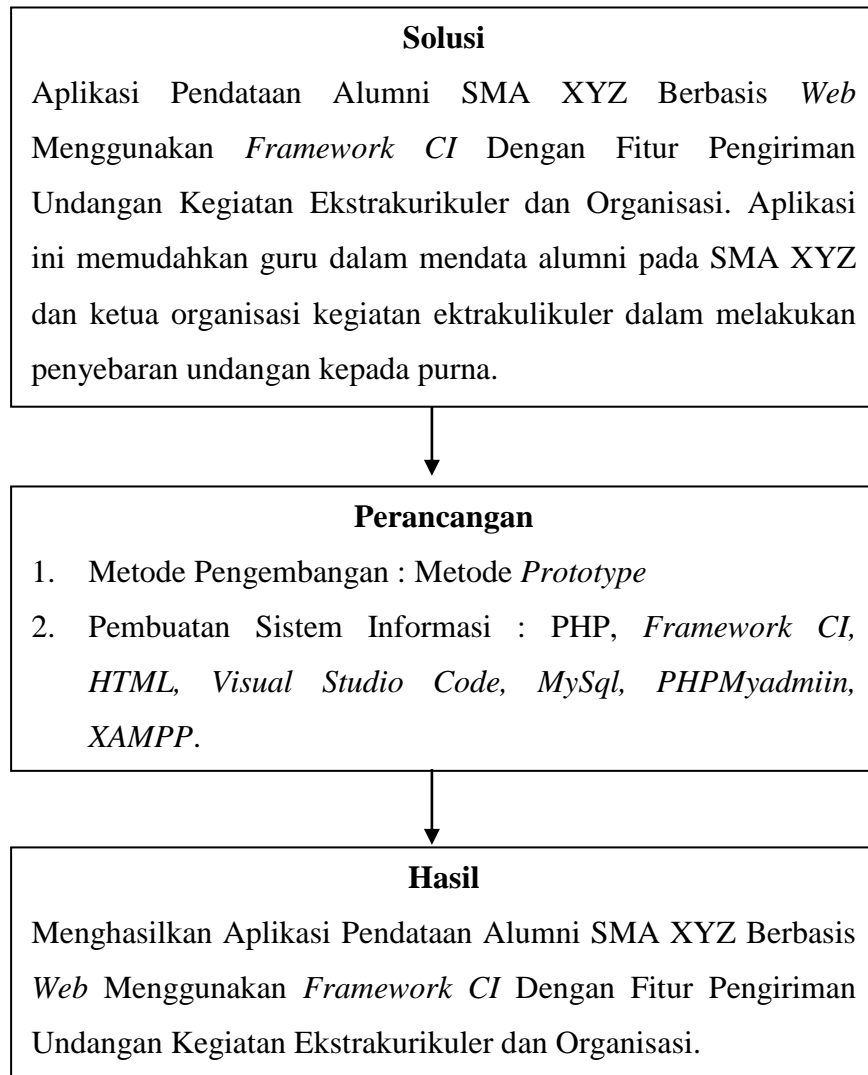 Solusi
Aplikasi Pendataan Alumni SMA XYZ Berbasis Web
Menggunakan Framework CI Dengan Fitur Pengiriman
Undangan Kegiatan Ekstrakurikuler dan Organisasi. Aplikasi
ini memudahkan guru dalam mendata alumni pada SMA XYZ
dan ketua organisasi kegiatan ektrakulikuler dalam melakukan
penyebaran undangan kepada purna.
Perancangan
1. Metode Pengembangan : Metode Prototype
2. Pembuatan Sistem Informasi : PHP, Framework CI,
HTML, Visual Studio Code, MySql, PHPMyadmiin,
XAMPP.
Hasil
Menghasilkan Aplikasi Pendataan Alumni SMA XYZ Berbasis
Web Menggunakan Framework CI Dengan Fitur Pengiriman
Undangan Kegiatan Ekstrakurikuler dan Organisasi.